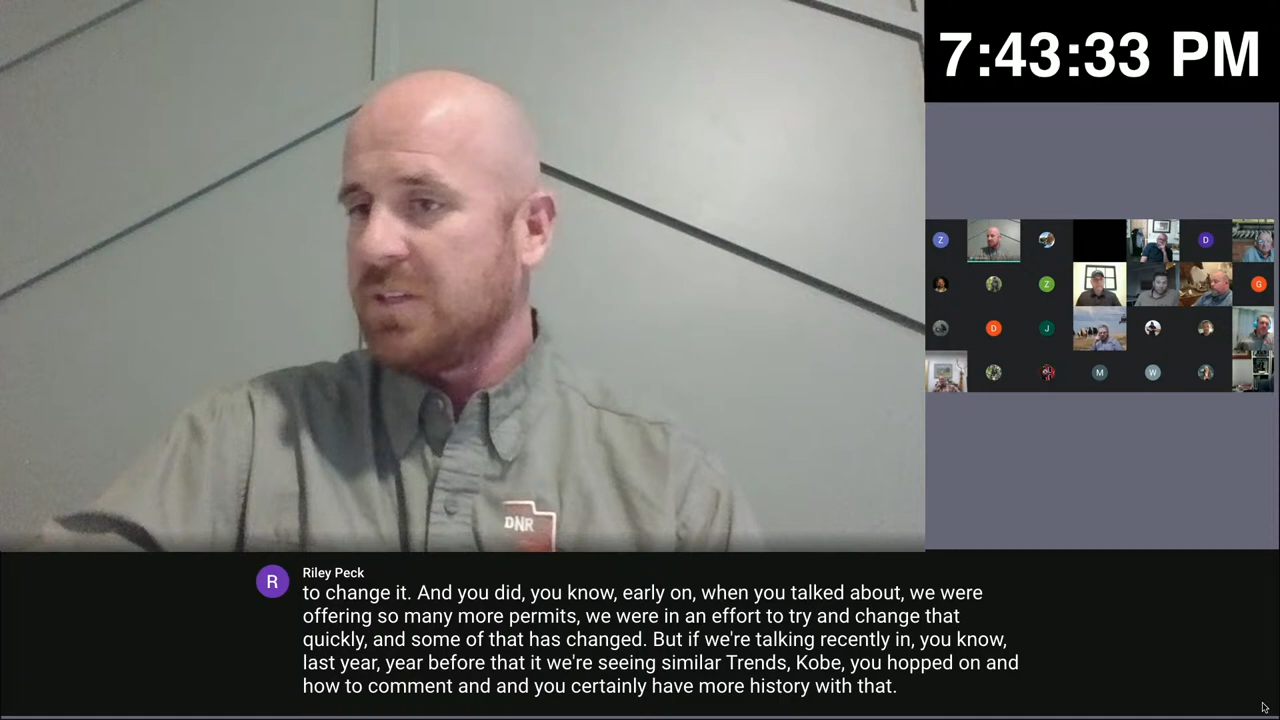 7:43:33 PM
Z
D
Z
G
D
J
M
W
DNR
R
Riley Peck
to change it. And you did, you know, early on, when you talked about, we were
offering so many more permits, we were in an effort to try and change that
quickly, and some of that has changed. But if we're talking recently in, you know,
last year, year before that it we're seeing similar Trends, Kobe, you hopped on and
how to comment and and you certainly have more history with that.